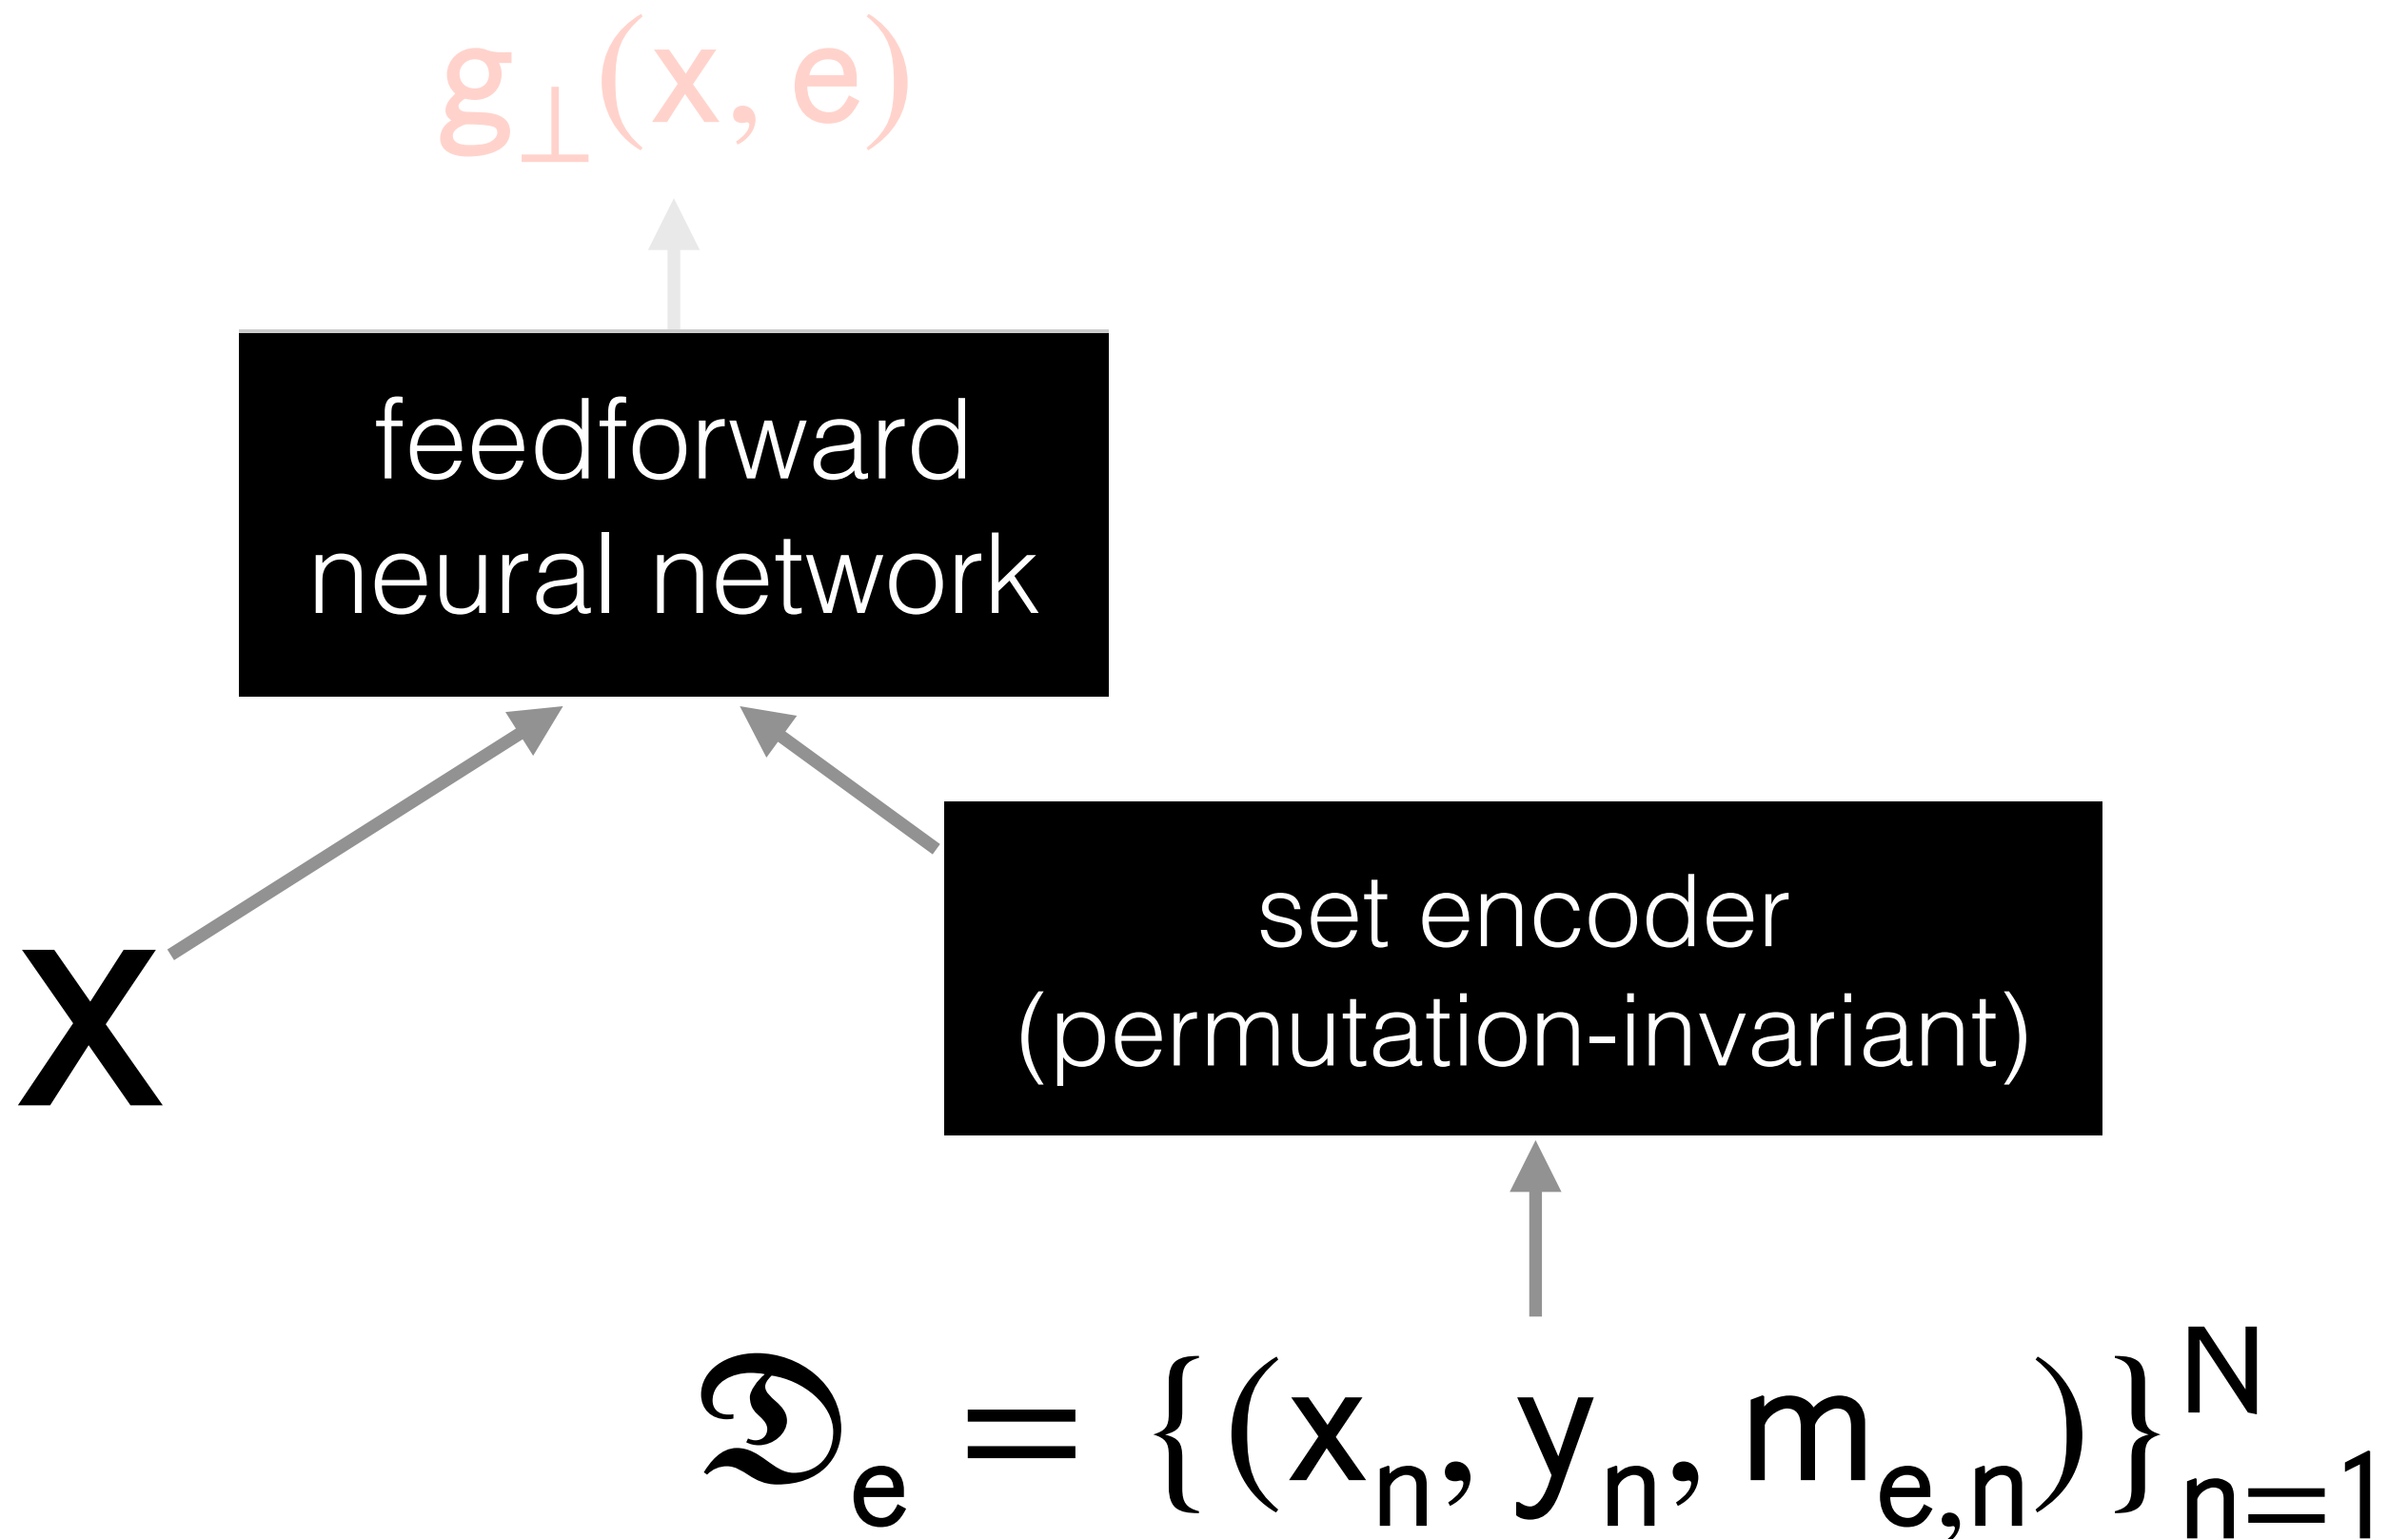 g⊥(x, e)
feedforward
neural network
x
set encoder
(permutation-invariant)
𝔇ₑ = {(xₙ, yₙ, mₑ,ₙ)}ᴺₙ₌₁